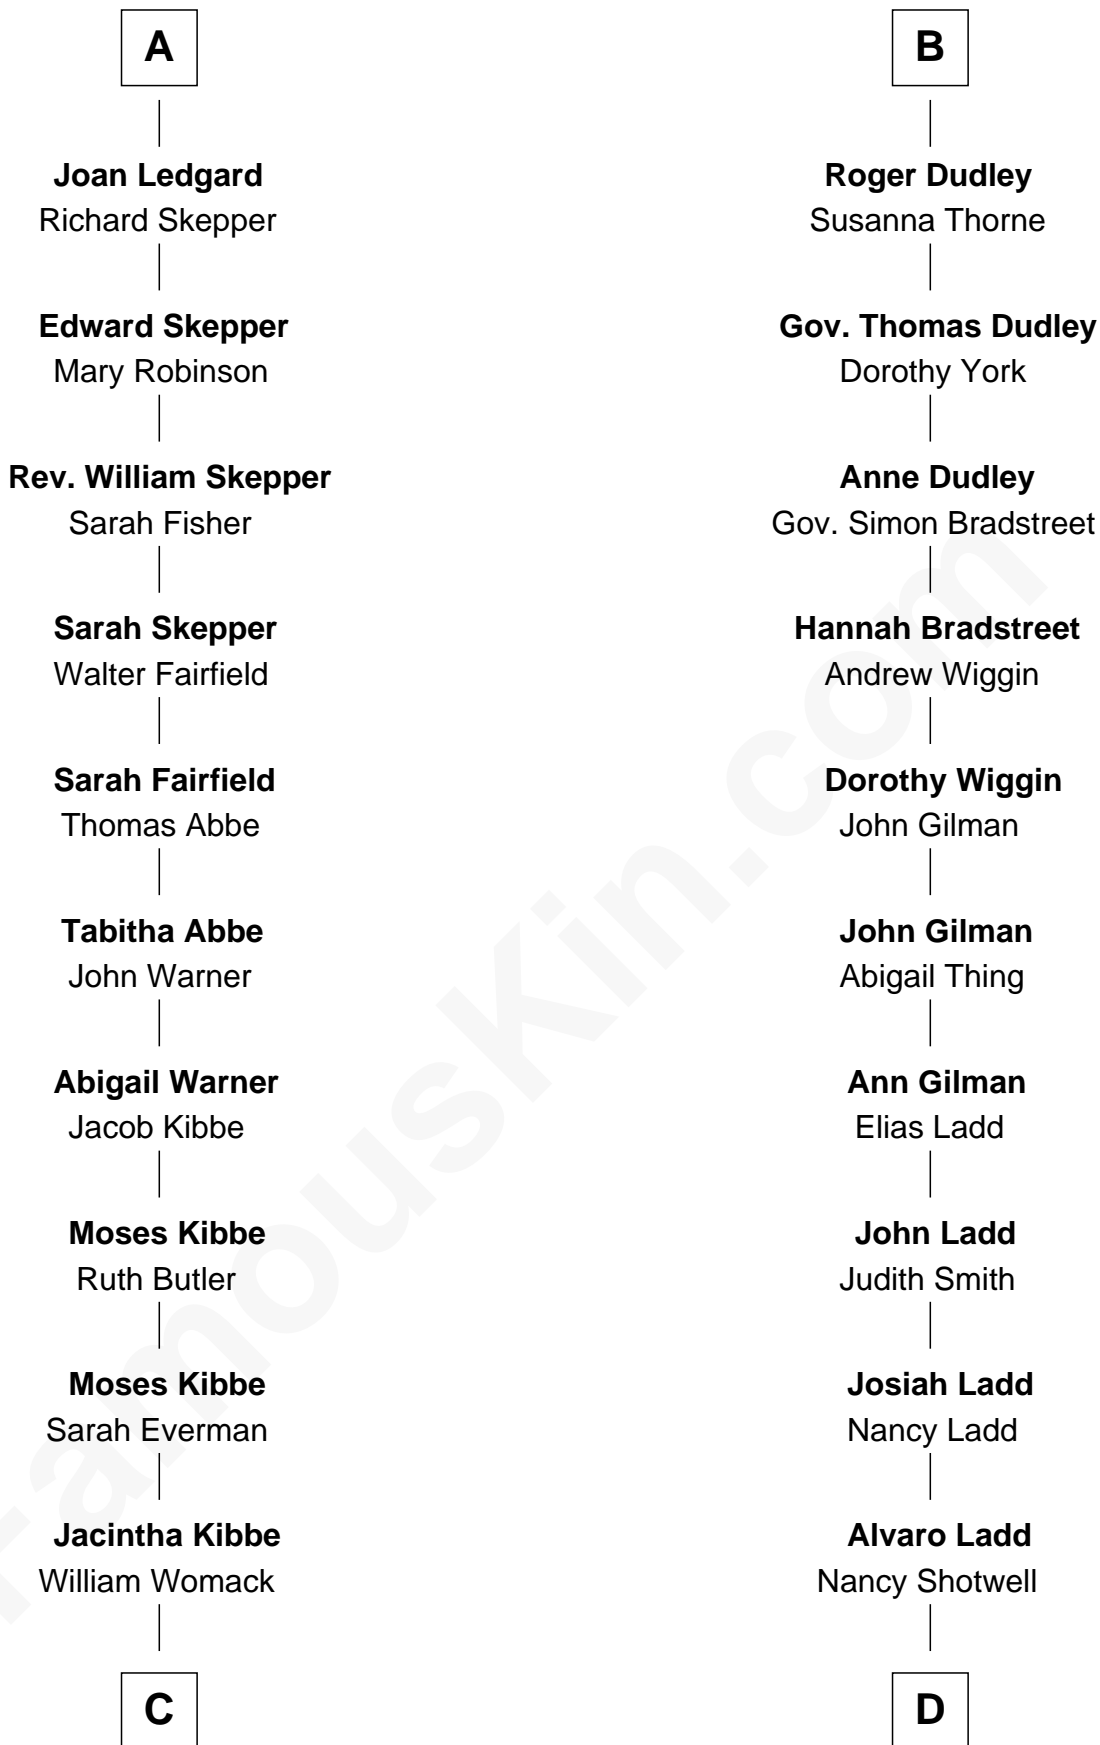 A
Joan Ledgard
Richard Skepper
Edward Skepper
Mary Robinson
Rev. William Skepper
Sarah Fisher
Sarah Skepper
Walter Fairfield
Sarah Fairfield
Thomas Abbe
Tabitha Abbe
John Warner
Abigail Warner
Jacob Kibbe
Moses Kibbe
Ruth Butler
Moses Kibbe
Sarah Everman
Jacintha Kibbe
William Womack
C
B
Roger Dudley
Susanna Thorne
Gov. Thomas Dudley
Dorothy York
Anne Dudley
Gov. Simon Bradstreet
Hannah Bradstreet
Andrew Wiggin
Dorothy Wiggin
John Gilman
John Gilman
Abigail Thing
Ann Gilman
Elias Ladd
John Ladd
Judith Smith
Josiah Ladd
Nancy Ladd
Alvaro Ladd
Nancy Shotwell
D
FamousKin.com